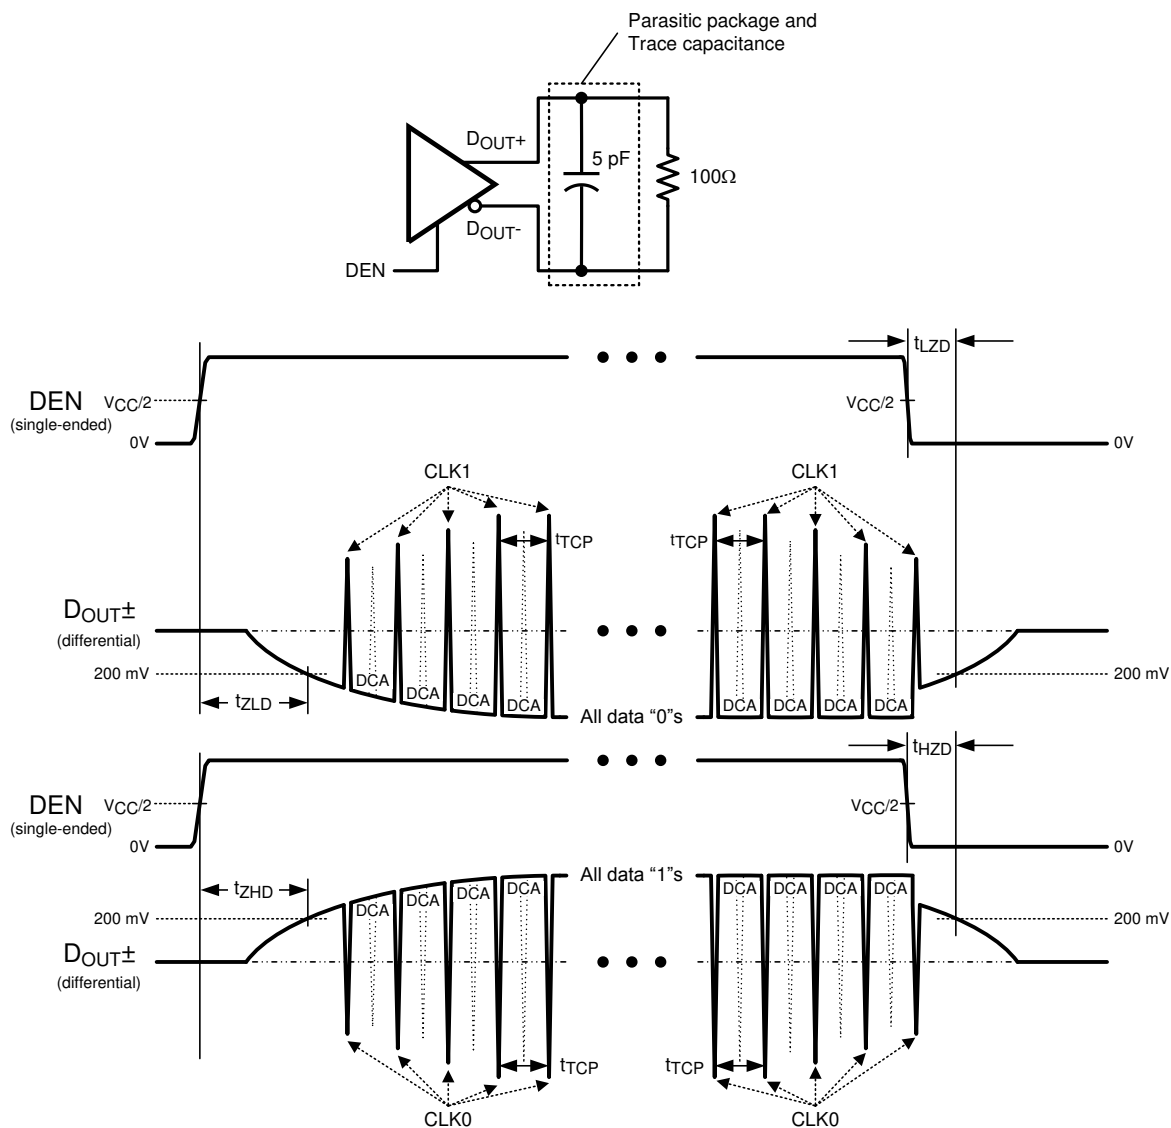 Parasitic package and
Trace capacitance
DOUT+
5 pF
100Ω
DOUT-
DEN
tLZD
DEN
(single-ended)
VCC/2
VCC/2
0V
0V
CLK1
CLK1
tTCP
tTCP
DOUT±
(differential)
200 mV
200 mV
DCA
DCA
DCA
DCA
DCA
DCA
DCA
DCA
tZLD
All data “0”s
tHZD
DEN
(single-ended)
VCC/2
VCC/2
0V
0V
All data “1”s
tZHD
DCA
DCA
DCA
DCA
DCA
DCA
DCA
DCA
200 mV
200 mV
DOUT±
(differential)
tTCP
tTCP
CLK0
CLK0